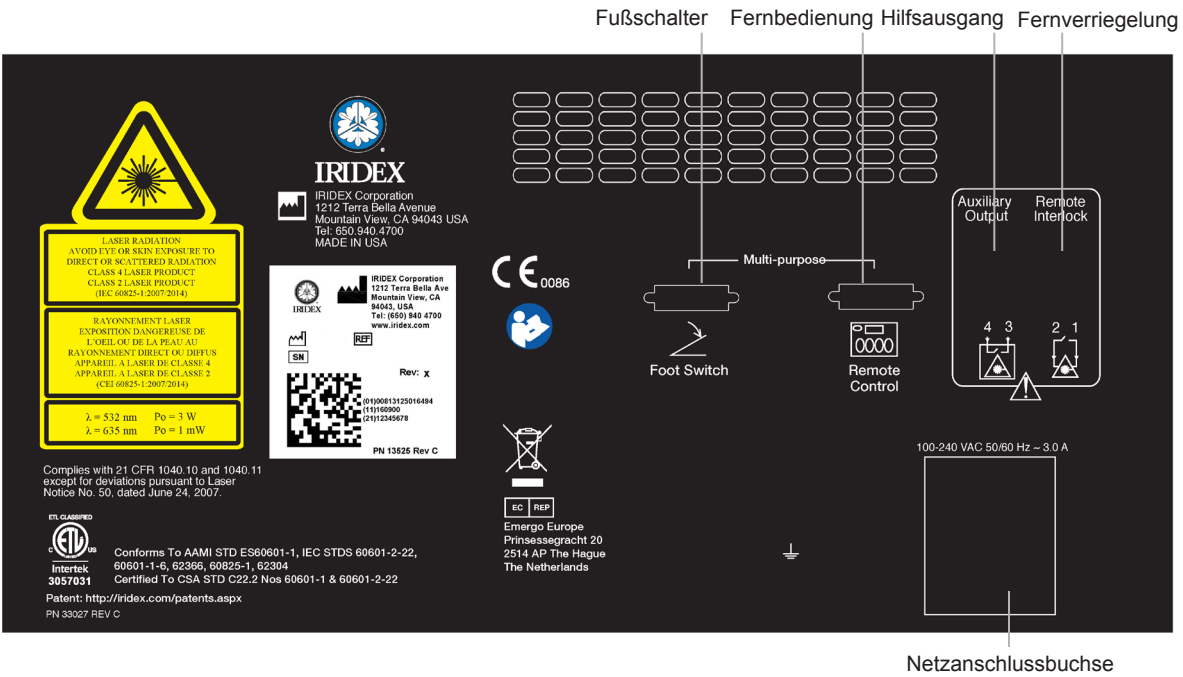 Fußschalter
Fernbedienung
Hilfsausgang
Fernverriegelung
IRIDEX
IRIDEX Corporation
1212 Terra Bella Avenue
Mountain View, CA 94043 USA
Tel: 650.940.4700
MADE IN USA
LASER RADIATION
AVOID EYE OR SKIN EXPOSURE TO
DIRECT OR SCATTERED RADIATION
CLASS 4 LASER PRODUCT
CLASS 2 LASER PRODUCT
(IEC 60825-1:2007/2014)
RAYONNEMENT LASER
EXPOSITION DANGEREUSE DE
L'OEIL OU DE LA PEAU AU
RAYONNEMENT DIRECT OU DIFFUS
APPAREIL A LASER DE CLASSE 4
APPAREIL A LASER DE CLASSE 2
(CEI 60825-1:2007/2014)
λ = 532 nm Po = 3 W
λ = 635 nm Po = 1 mW
Complies with 21 CFR 1040.10 and 1040.11
except for deviations pursuant to Laser
Notice No. 50, dated June 24, 2007.
ETL CLASSIFIED
ETL
C US
Intertek
3057031
Conforms To AAMI STD ES60601-1, IEC STDS 60601-2-22,
60601-1-6, 62366, 60825-1, 62304
Certified To CSA STD C22.2 Nos 60601-1 & 60601-2-22
Patent: http://iridex.com/patents.aspx
PN 33027 REV C
IRIDEX
IRIDEX Corporation
1212 Terra Bella Ave
Mountain View, CA
94043, USA
Tel: (650) 940 4700
www.iridex.com
REF
SN
Rev: x
(01)00813125016494
(11)160900
(21)12345678
PN 13525 Rev C
CE 0086
EC REP
Emergo Europe
Prinsessegracht 20
2514 AP The Hague
The Netherlands
Multi-purpose
Foot Switch
0000
Remote
Control
Auxiliary
Output
Remote
Interlock
4 3
2 1
100-240 VAC 50/60 Hz ~ 3.0 A
Netzanschlussbuchse